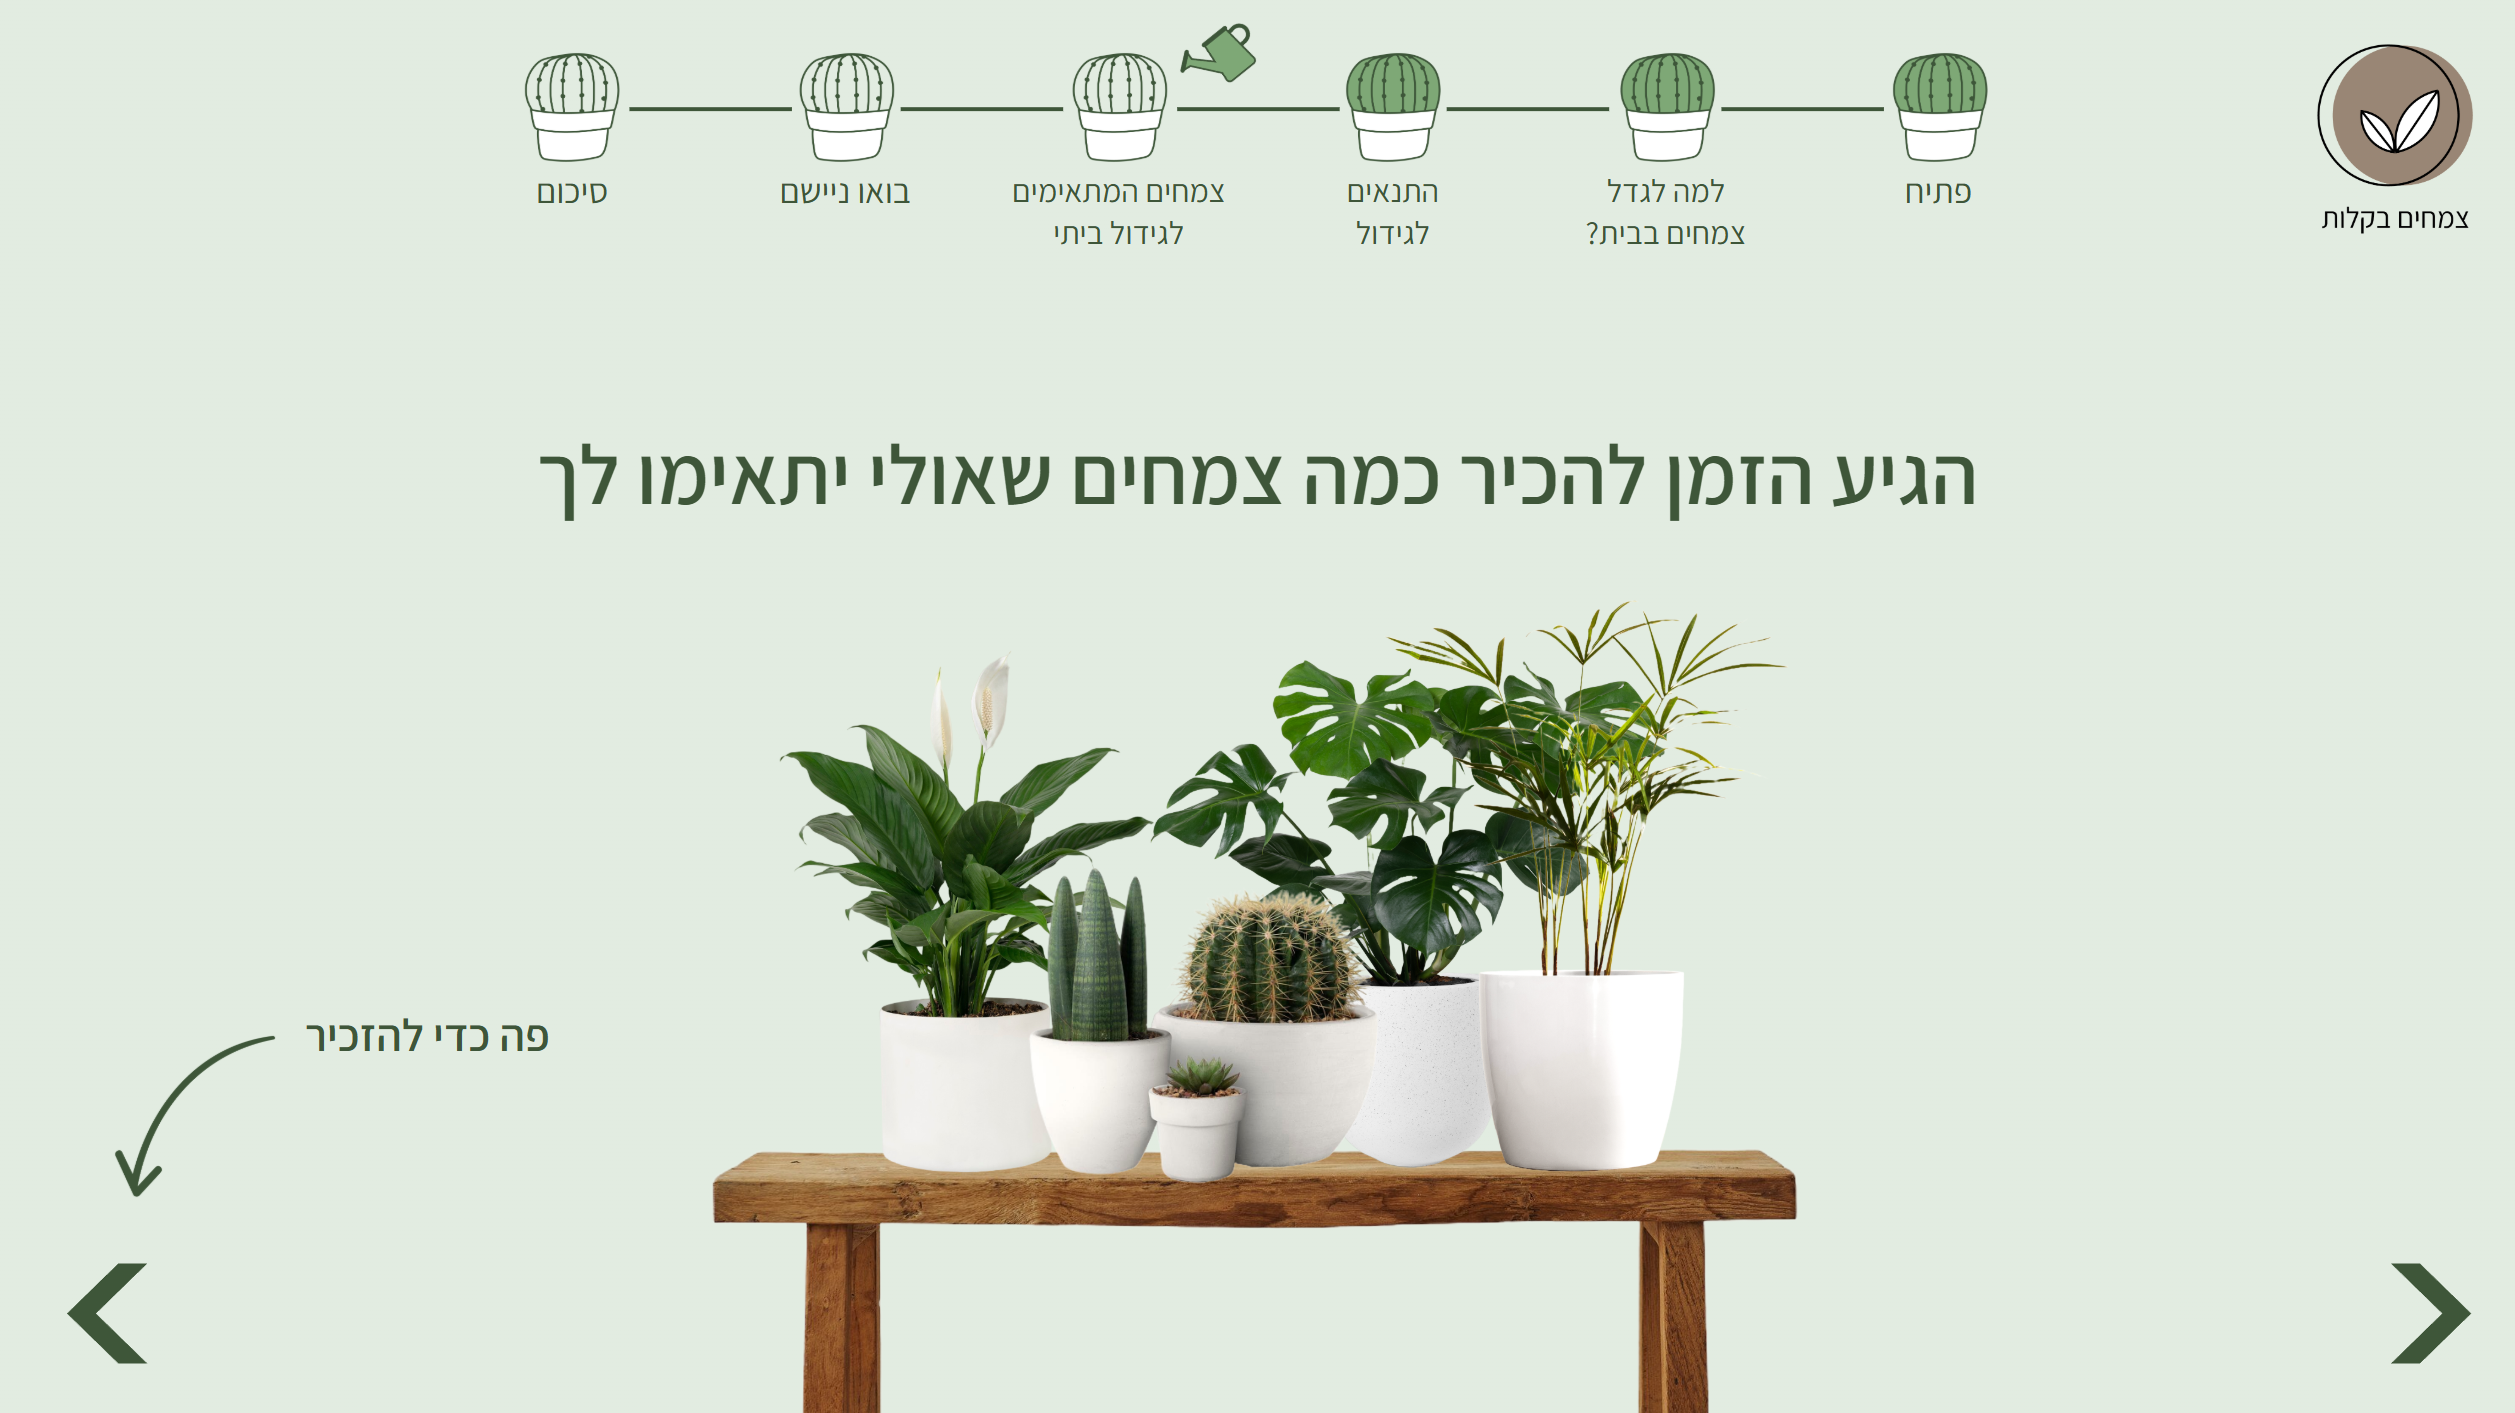 צמחים בקלות
פתיח
למה לגדל
צמחים בבית?
התנאים
לגידול
צמחים המתאימים
לגידול ביתי
בואו ניישם
סיכום
הגיע הזמן להכיר כמה צמחים שאולי יתאימו לך
פה כדי להזכיר